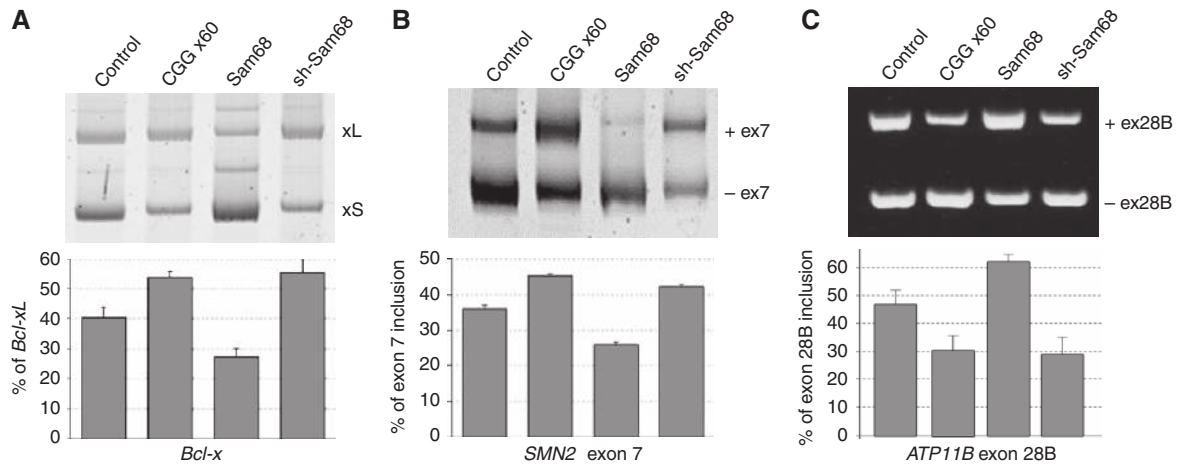 A
Control
CGG x60
Sam68
sh-Sam68
xL
xS
60
50
40
30
20
10
0
% of Bcl-xL
Bcl-x
B
Control
CGG x60
Sam68
sh-Sam68
+ ex7
– ex7
50
40
30
20
10
0
% of exon 7 inclusion
SMN2 exon 7
C
Control
CGG x60
Sam68
sh-Sam68
+ ex28B
– ex28B
60
50
40
30
20
10
0
% of exon 28B inclusion
ATP11B exon 28B